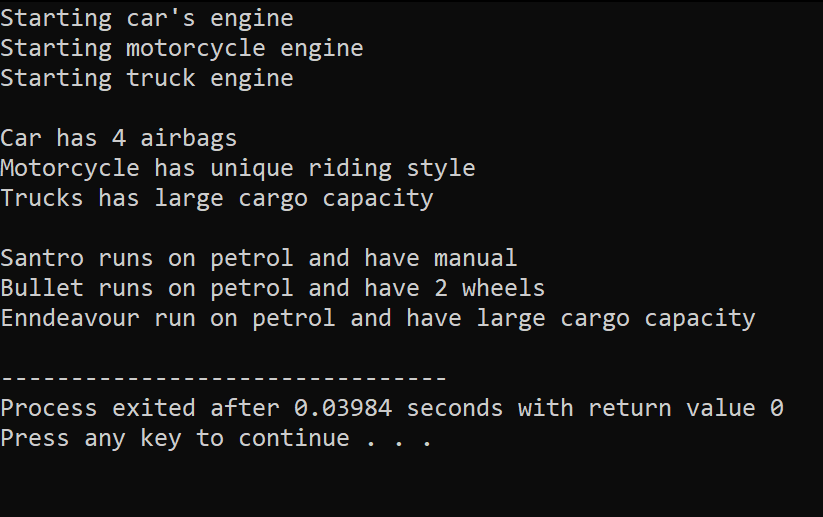 Starting car's engine
Starting motorcycle engine
Starting truck engine
Car has 4 airbags
Motorcycle has unique riding style
Trucks has large cargo capacity
Santro runs on petrol and have manual
Bullet runs on petrol and have 2 wheels
Enndeavour run on petrol and have large cargo capacity
--------------------------------
Process exited after 0.03984 seconds with return value 0
Press any key to continue . . .